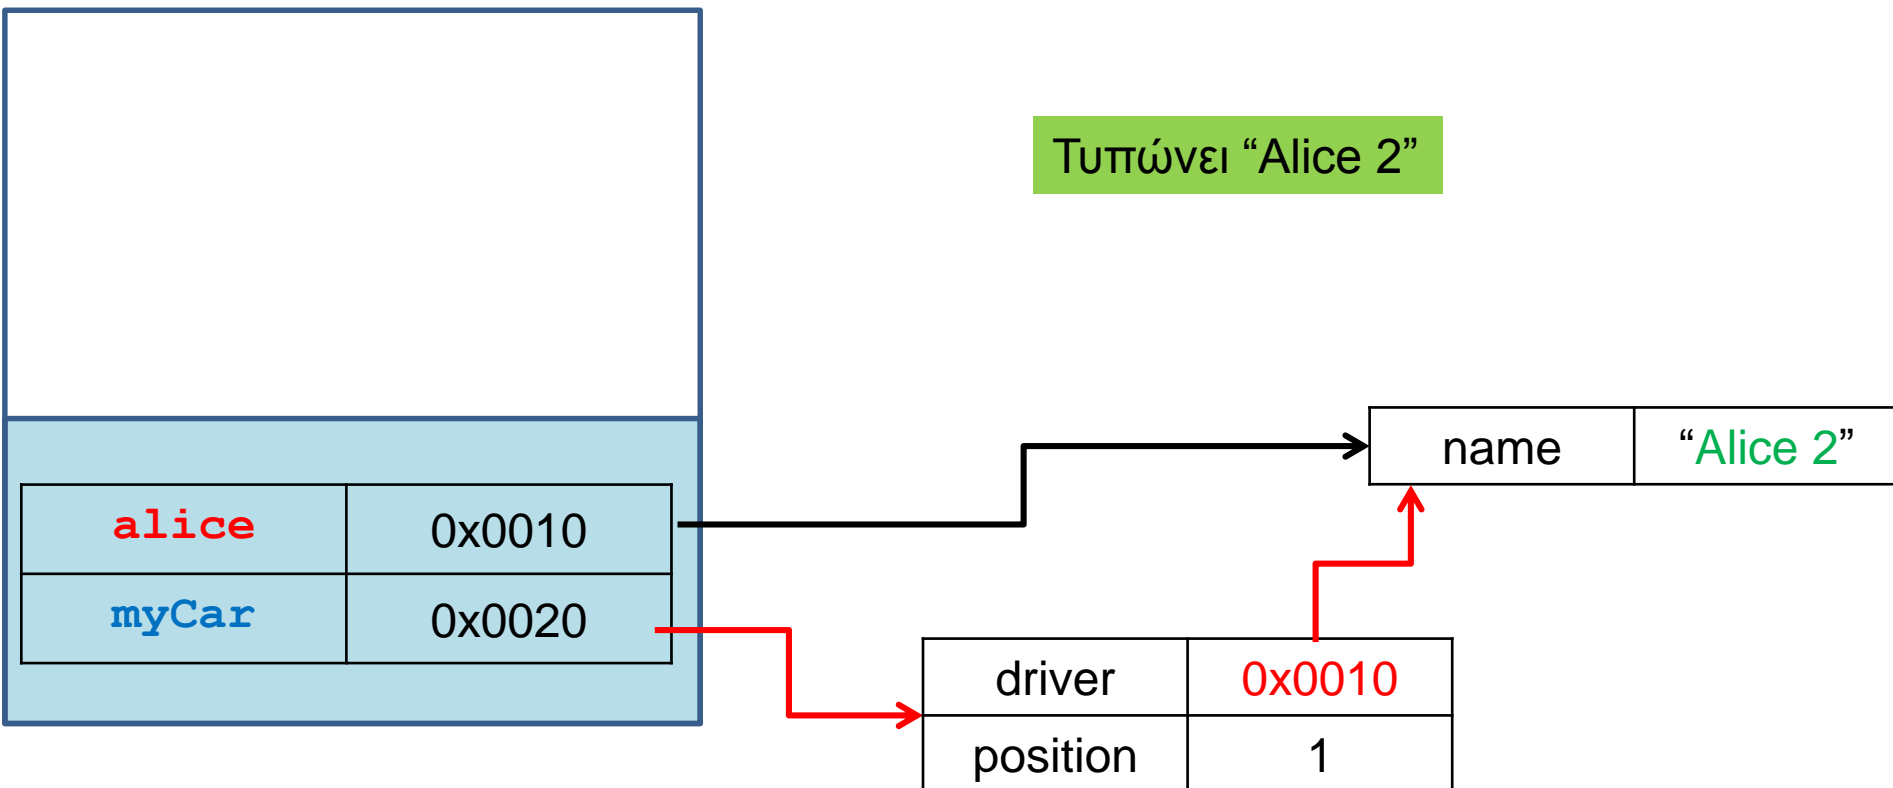 Τυπώνει “Alice 2”
name “Alice 2”
alice 0x0010
myCar 0x0020
driver 0x0010
position 1